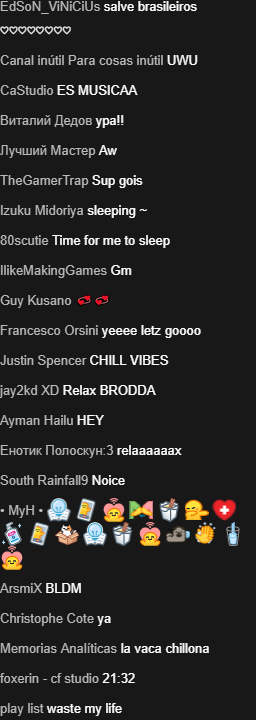 EdSoN_ViNiCiUs salve brasileiros
♡♡♡♡♡♡♡♡
Canal inútil Para cosas inútil UWU
CaStudio ES MUSICAA
Виталий Дедов ура!!
Лучший Мастер Aw
TheGamerTrap Sup gois
Izuku Midoriya sleeping ~
80scutie Time for me to sleep
IlikeMakingGames Gm
Guy Kusano
Francesco Orsini yeeee letz goooo
Justin Spencer CHILL VIBES
jay2kd XD Relax BRODDA
Ayman Hailu HEY
Енотик Полоскун:3 relaaaaaax
South Rainfall9 Noice
• MyH •
ArsmiX BLDM
Christophe Cote ya
Memorias Analíticas la vaca chillona
foxerin - cf studio 21:32
play list waste my life